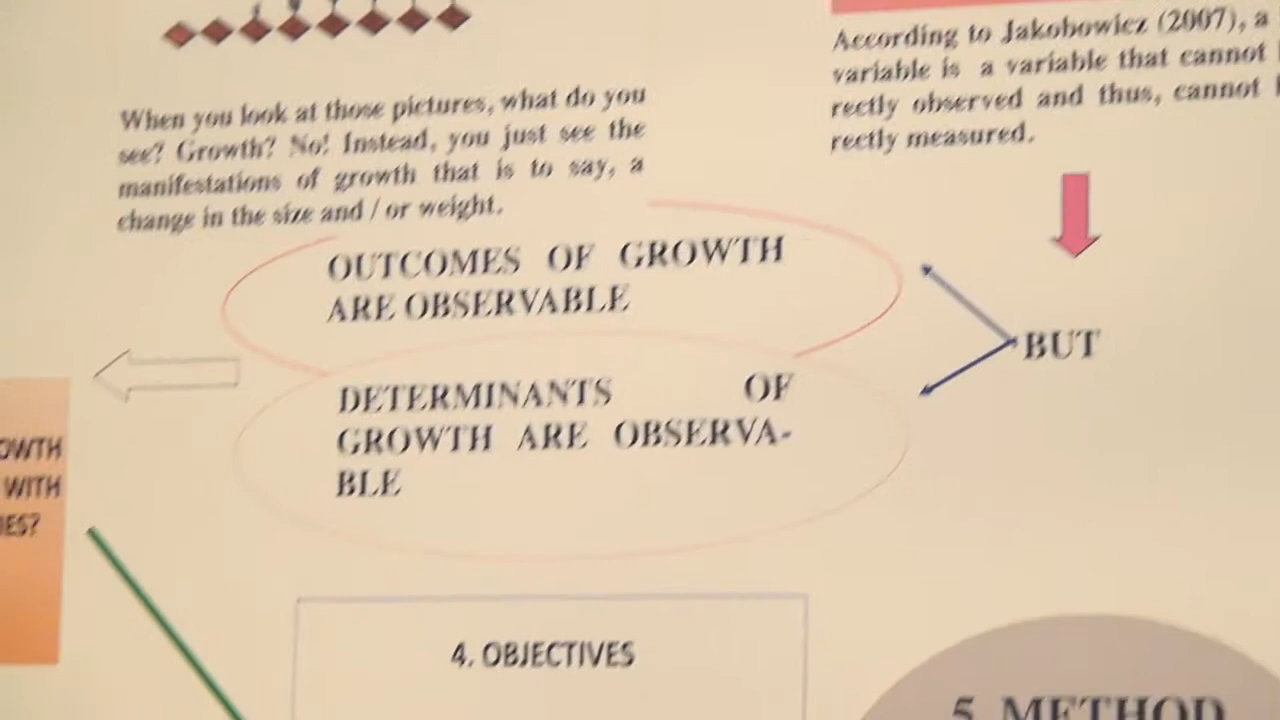 When you look at those pictures, what do you
see? Growth? No! Instead, you just see the
manifestations of growth that is to say, a
change in the size and / or weight.
According to Jakobowicz (2007), a
variable is a variable that cannot
rectly observed and thus, cannot
rectly measured.
OUTCOMES OF GROWTH
ARE OBSERVABLE
BUT
DETERMINANTS OF
GROWTH ARE OBSERVA-
BLE
OWTH
WITH
IES?
4. OBJECTIVES
5. METHOD